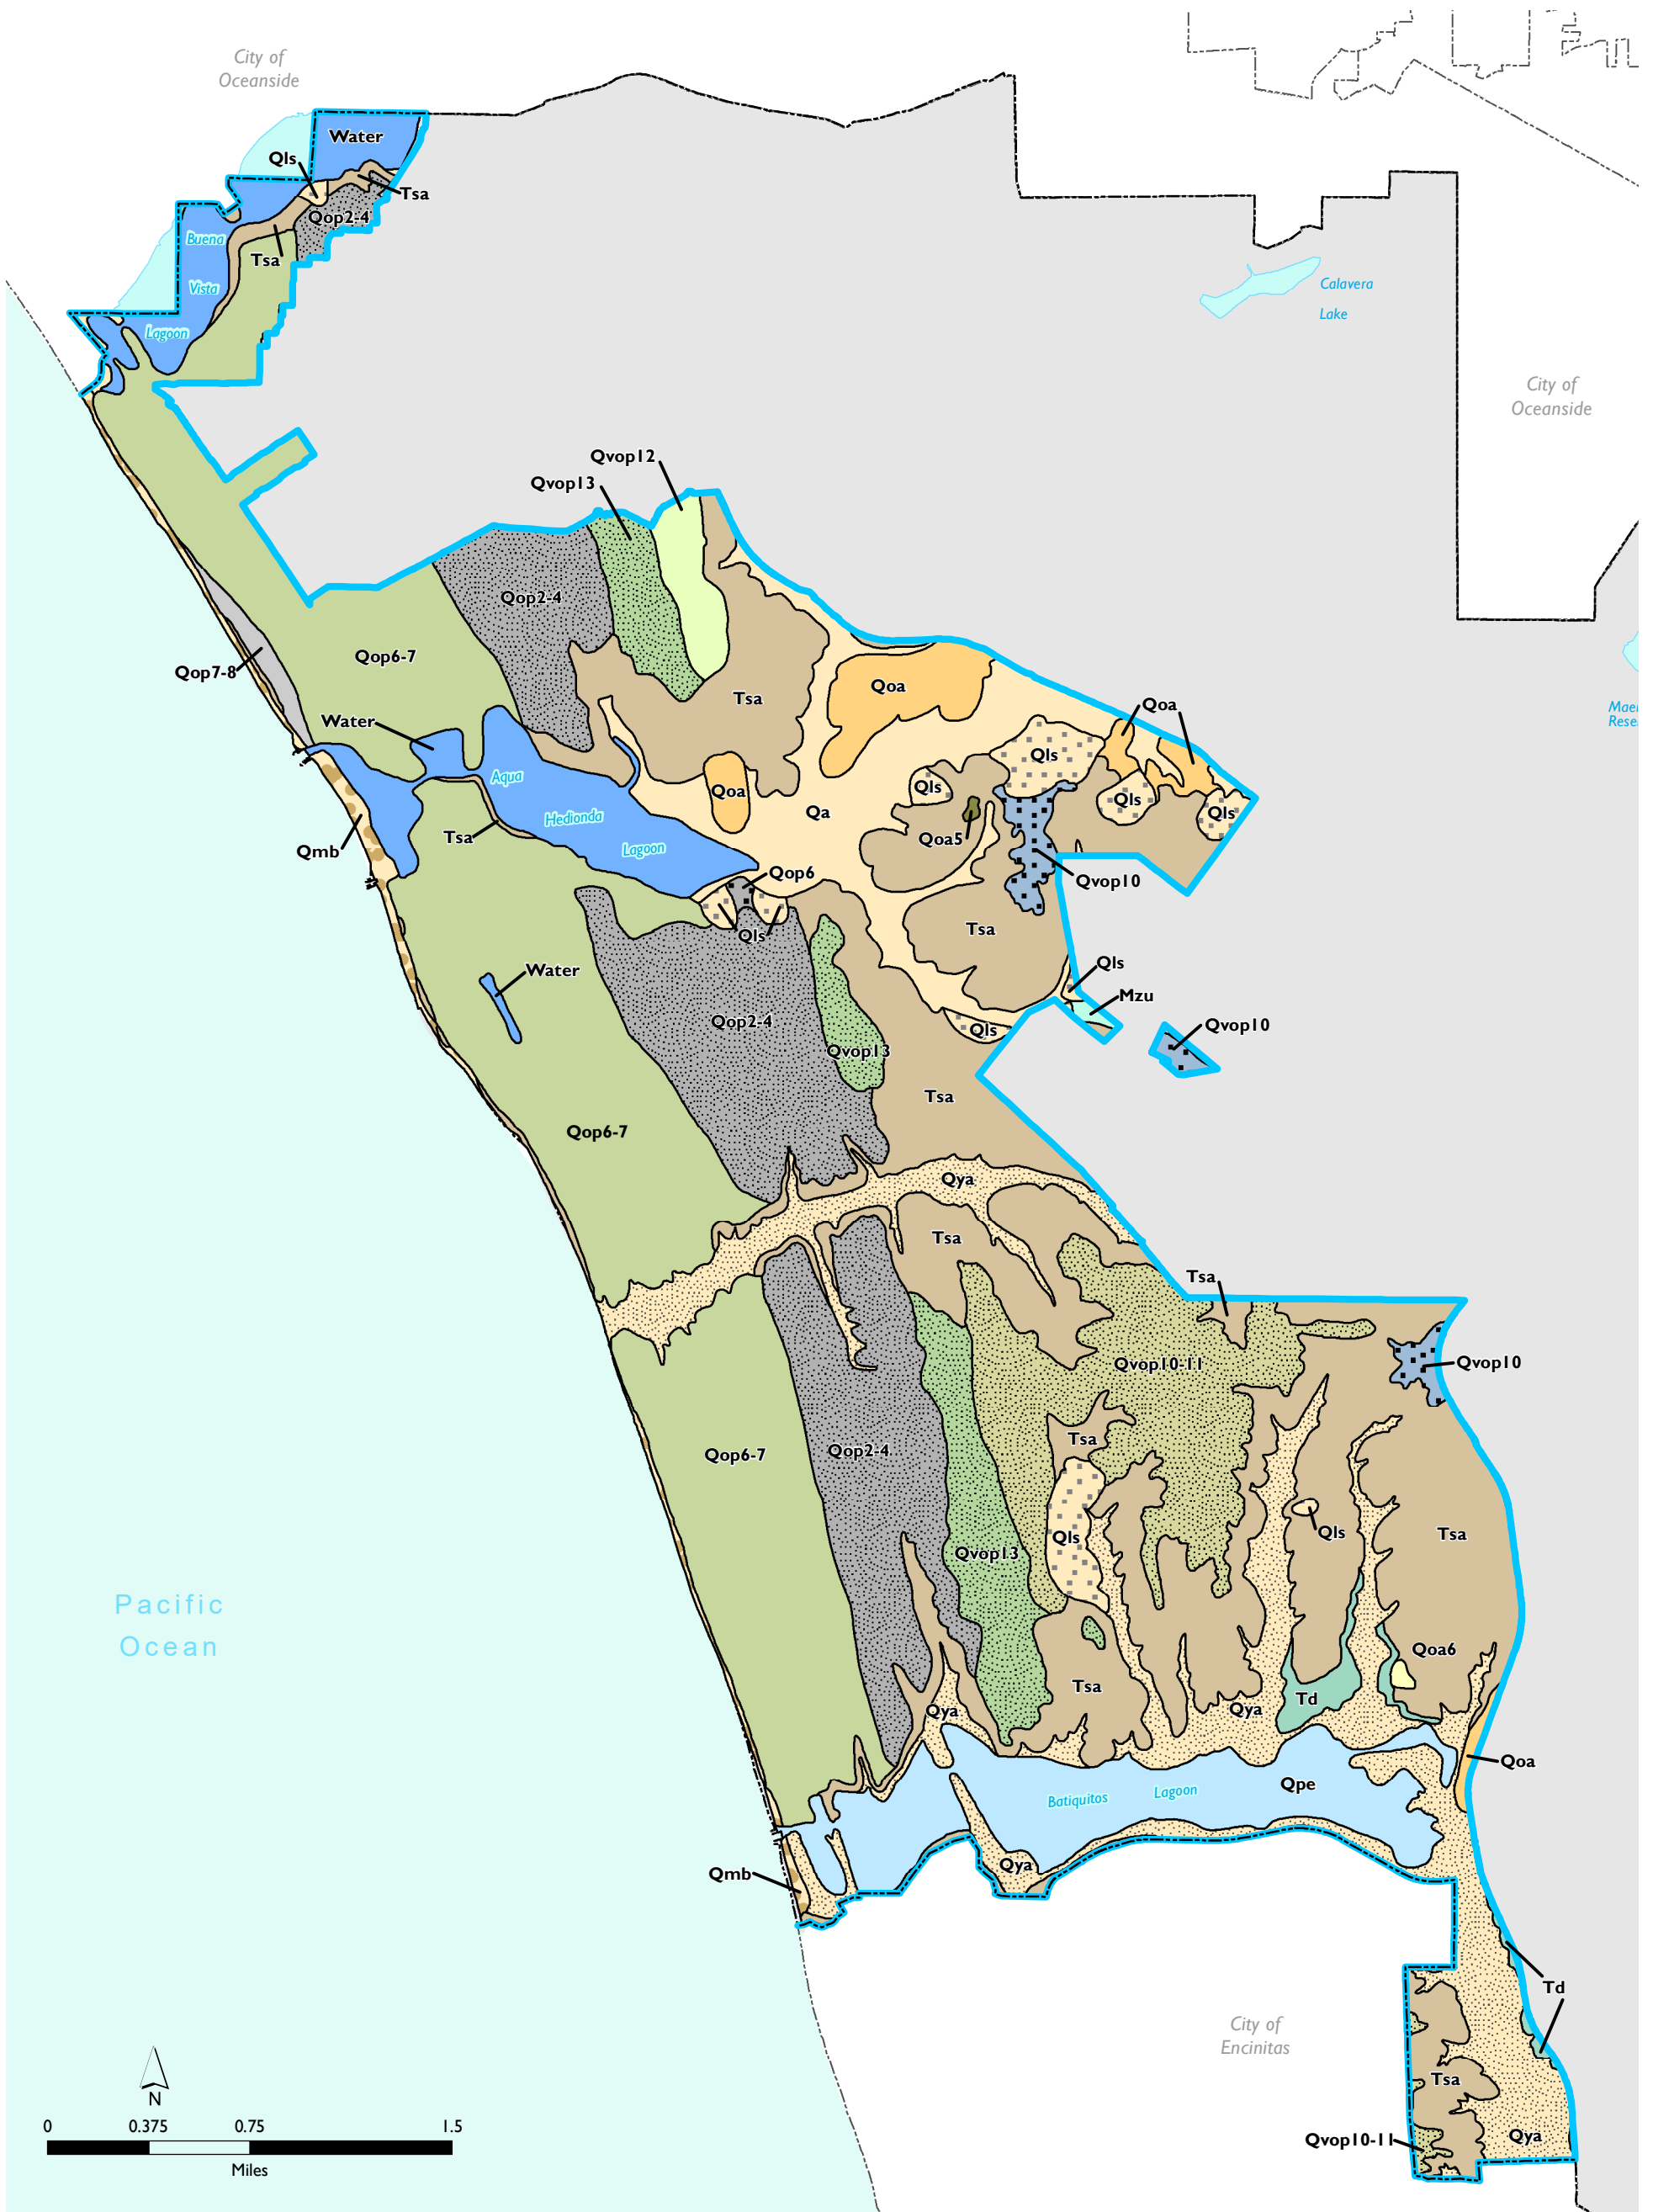 City of
Oceanside
Water
Qls
Tsa
Qop2-4
Buena
Tsa
Vista
Calavera
Lake
Lagoon
City of
Oceanside
Qvop12
Qvop13
Qop2-4
Qop6-7
Qop7-8
Qoa
Tsa
Qoa
Water
Qls
Aqua
Qls
Qoa
Qls
Qls
Qa
Hedionda
Tsa
Qoa5
Qmb
Lagoon
Qop6
Qvop10
Tsa
Qls
Qls
Water
Mzu
Qop2-4
Qls
Qvop10
Qvop13
Tsa
Qop6-7
Qya
Tsa
Tsa
Qvop10-11
Qvop10
Tsa
Qop2-4
Qop6-7
Qls
Tsa
Qls
Qvop13
Pacific
Ocean
Qoa6
Tsa
Td
Qya
Qya
Qoa
Qpe
Batiquitos
Lagoon
Qya
Qmb
Td
City of
Encinitas
Tsa
N
0
0.375
0.75
1.5
Miles
Qvop10-11
Qya